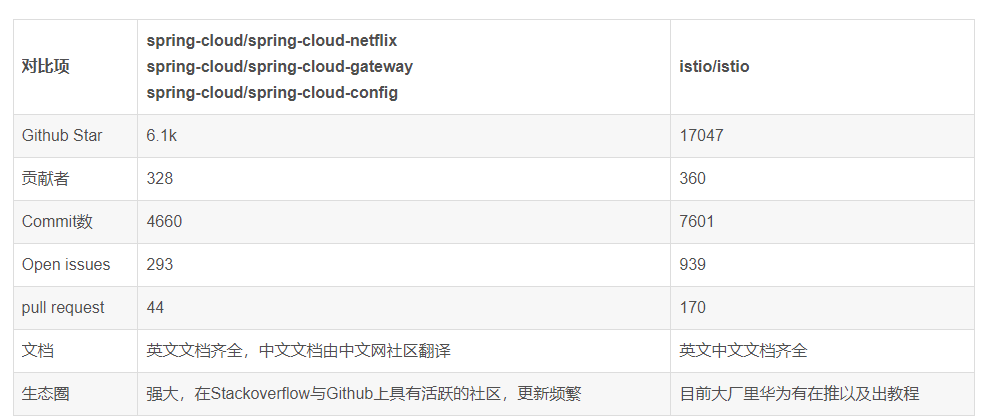 对比项
spring-cloud/spring-cloud-netflix
spring-cloud/spring-cloud-gateway
spring-cloud/spring-cloud-config
istio/istio
Github Star 6.1k 17047
贡献者 328 360
Commit数 4660 7601
Open issues 293 939
pull request 44 170
文档 英文文档齐全，中文文档由中文网社区翻译 英文中文文档齐全
生态圈 强大，在Stackoverflow与Github上具有活跃的社区，更新频繁 目前大厂里华为有在推以及出教程